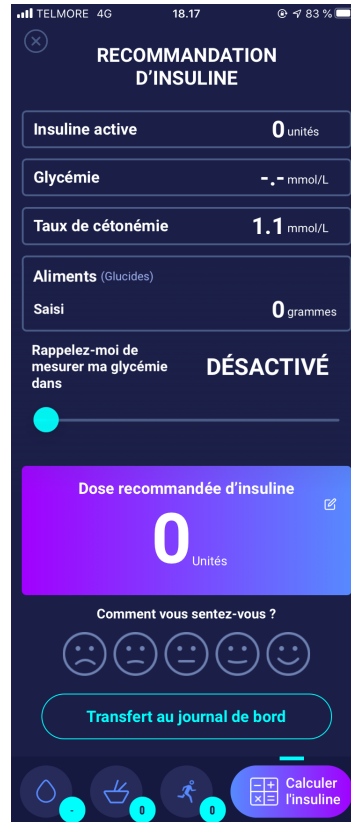 TELMORE 4G 18.17 83 %
RECOMMANDATION
D’INSULINE
Insuline active 0 unités
Glycémie -.- mmol/L
Taux de cétonémie 1.1 mmol/L
Aliments (Glucides)
Saisi 0 grammes
Rappelez-moi de
mesurer ma glycémie
dans
DÉSACTIVÉ
Dose recommandée d’insuline
0 Unités
Comment vous sentez-vous ?
Transfert au journal de bord
- 0 0
Calculer
l'insuline